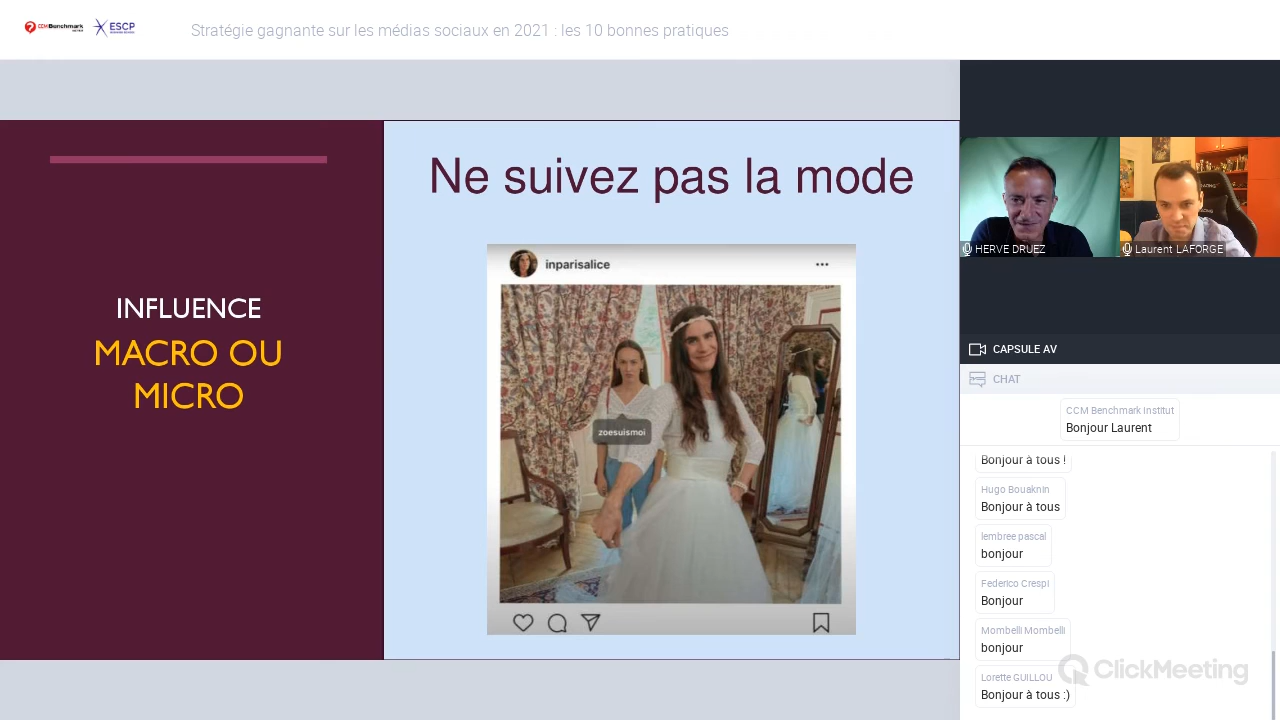 CCMBenchmark
ESCP
Stratégie gagnante sur les médias sociaux en 2021 : les 10 bonnes pratiques
INFLUENCE
MACRO OU
MICRO
Ne suivez pas la mode
inparisalice
zoesuismoi
HERVE DRUEZ
Laurent LAFORGE
CAPSULE AV
CHAT
CCM Benchmark Institut
Bonjour Laurent
Bonjour à tous !
Hugo Bouaknin
Bonjour à tous
lembree pascal
bonjour
Federico Crespi
Bonjour
Mombelli Mombelli
bonjour
Lorette GUILLOU
Bonjour à tous :)
ClickMeeting